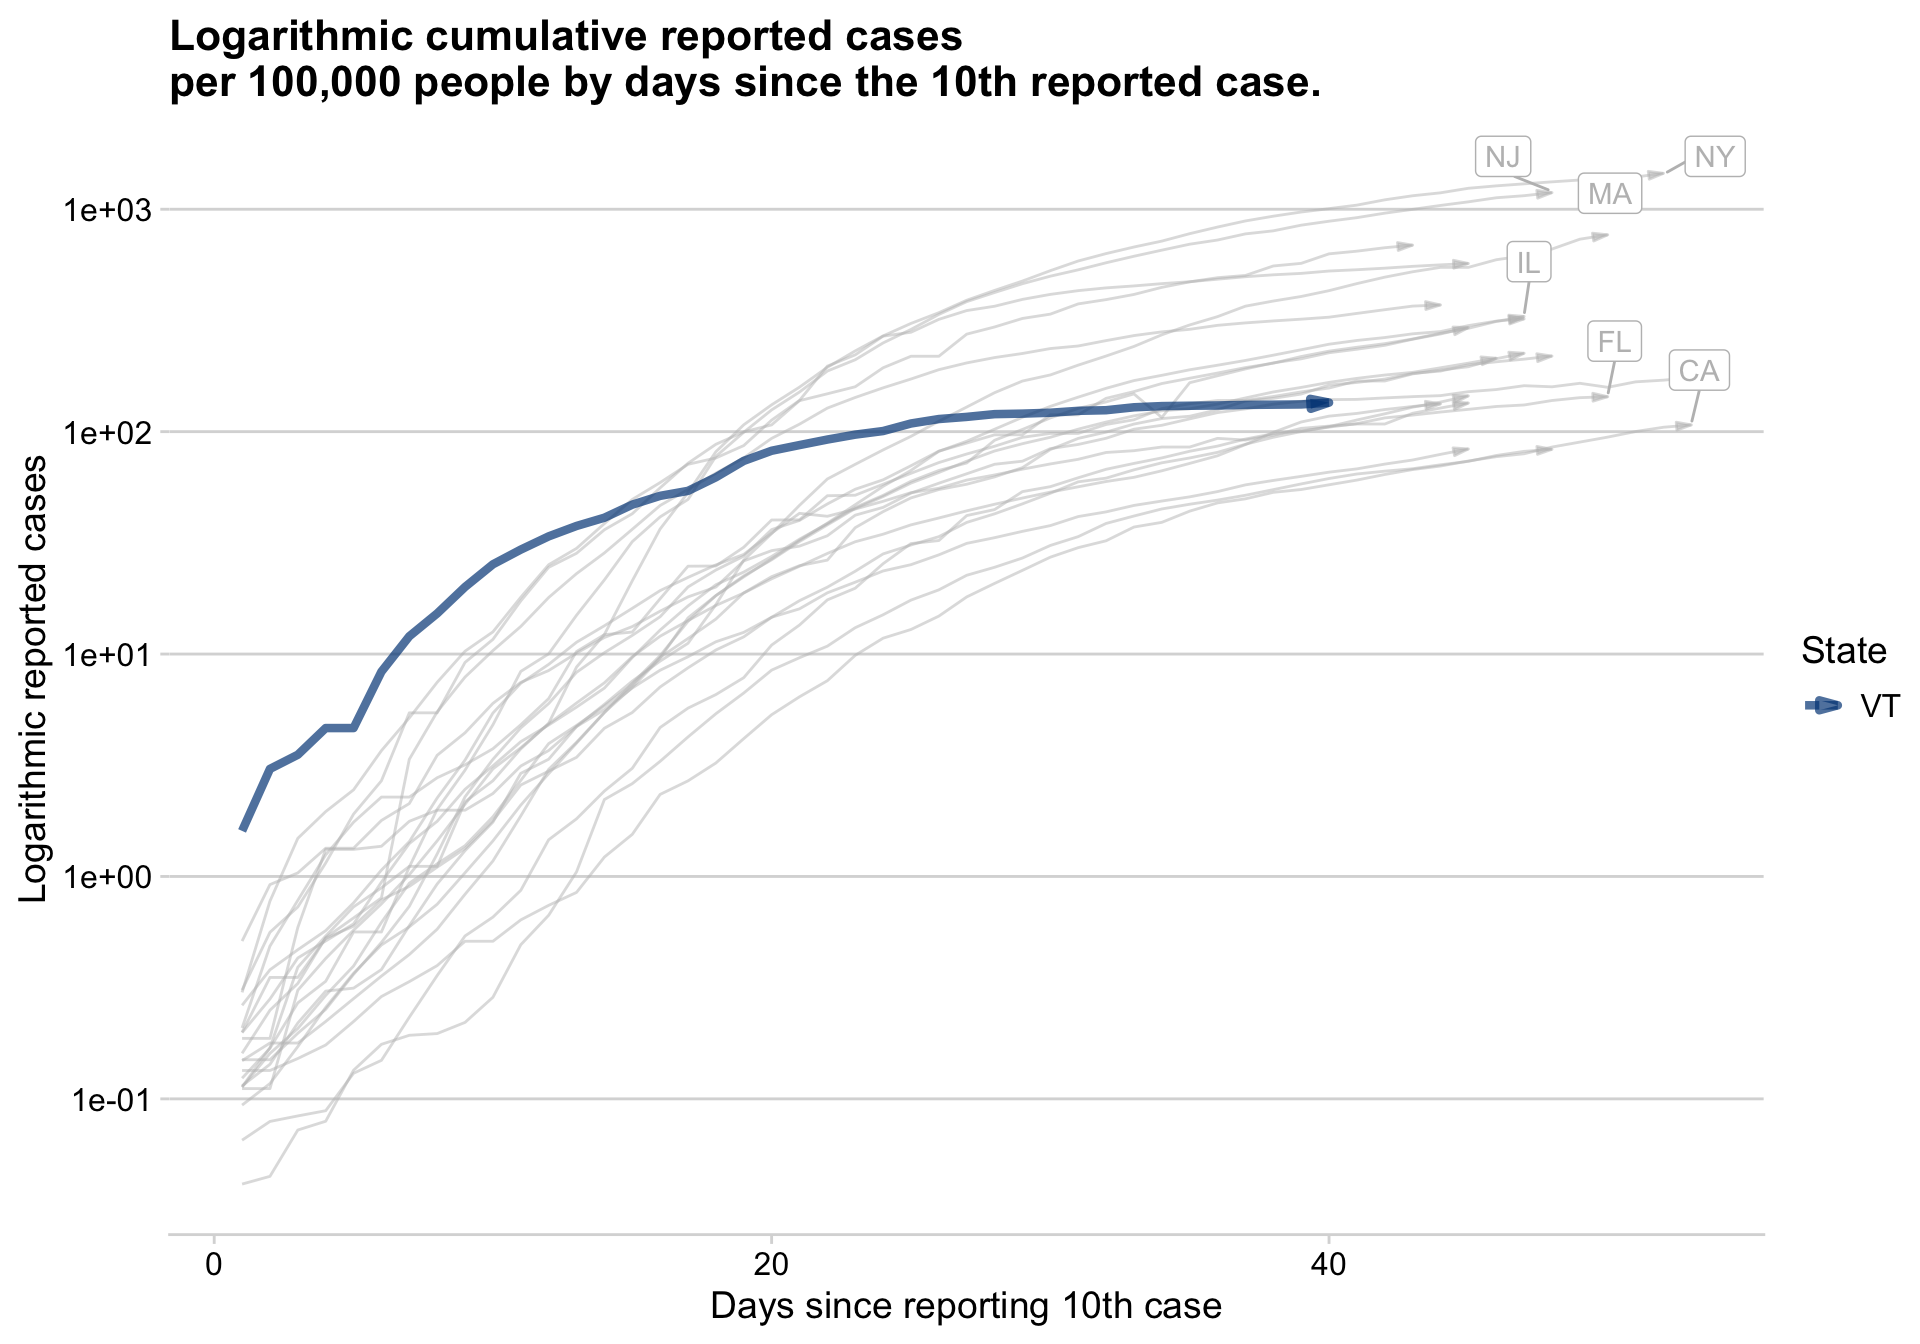 Logarithmic cumulative reported cases
per 100,000 people by days since the 10th reported case.
NJ
NY
MA
1e+03
IL
FL
CA
1e+02
Logarithmic reported cases
1e+01
State
VT
1e+00
1e-01
0
20
40
Days since reporting 10th case